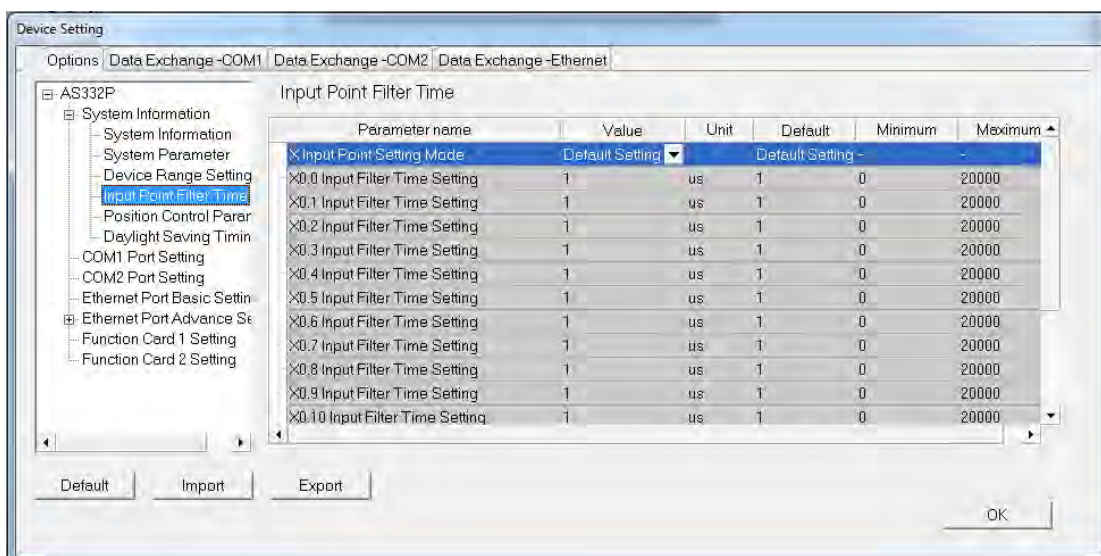 Device Setting
Options Data Exchange -COM1 Data Exchange -COM2 Data Exchange -Ethernet
AS332P
System Information
System Information
System Parameter
Device Range Setting
Input Point Filter Time
Position Control Parar
Daylight Saving Timin
COM1 Port Setting
COM2 Port Setting
Ethernet Port Basic Settin
Ethernet Port Advance Se
Function Card 1 Setting
Function Card 2 Setting
Input Point Filter Time
Parameter name Value Unit Default Minimum Maximum
X Input Point Setting Mode Default Setting Default Setting - -
X0.0 Input Filter Time Setting 1 us 1 0 20000
X0.1 Input Filter Time Setting 1 us 1 0 20000
X0.2 Input Filter Time Setting 1 us 1 0 20000
X0.3 Input Filter Time Setting 1 us 1 0 20000
X0.4 Input Filter Time Setting 1 us 1 0 20000
X0.5 Input Filter Time Setting 1 us 1 0 20000
X0.6 Input Filter Time Setting 1 us 1 0 20000
X0.7 Input Filter Time Setting 1 us 1 0 20000
X0.8 Input Filter Time Setting 1 us 1 0 20000
X0.9 Input Filter Time Setting 1 us 1 0 20000
X0.10 Input Filter Time Setting 1 us 1 0 20000
Default Import Export
OK